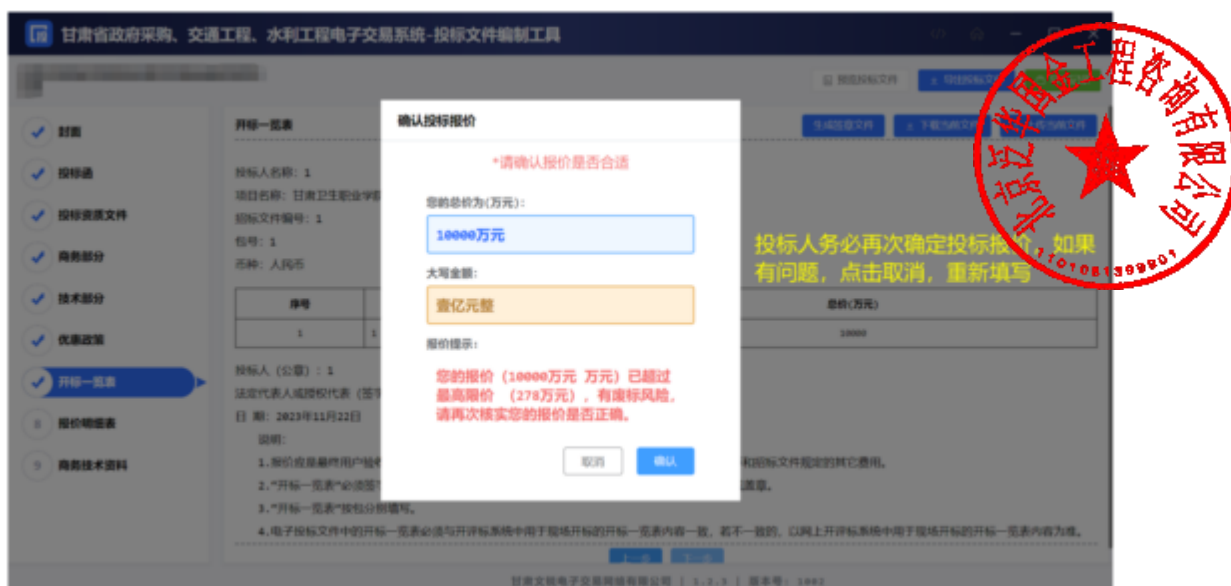 甘肃省政府采购、交通工程、水利工程电子交易系统-投标文件编制工具
预览投标文件
封面
投标函
投标资质文件
商务部分
技术部分
优惠政策
开标一览表
8 报价明细表
9 商务技术资料
开标一览表
生成签章文件
下载当前文件
投标人名称: 1
项目名称: 甘肃卫生职业学院
招标文件编号: 1
包号: 1
币种: 人民币
序号
总价(万元)
1
1
10000
投标人 (公章) : 1
法定代表人或授权代表 (签字
日 期: 2023年11月22日
说明:
1.报价应是最终用户验收
和招标文件规定的其它费用。
2."开标一览表"必须签
盖章。
3."开标一览表"按包分别填写。
4.电子投标文件中的开标一览表必须与开评标系统中用于现场开标的开标一览表内容一致, 若不一致的, 以网上开评标系统中用于现场开标的开标一览表内容为准。
上一步
下一步
确认投标报价
*请确认报价是否合适
您的总价为(万元):
10000万元
大写金额:
壹亿元整
报价提示:
您的报价 (10000万元 万元) 已超过
最高限价 (278万元) , 有废标风险,
请再次核实您的报价是否正确。
取消
确认
投标人务必再次确定投标报价, 如果
有问题, 点击取消, 重新填写
北京泛华国金工程咨询有限公司
甘肃文锐电子交易网络有限公司 | 1.2.3 | 版本号: 1002